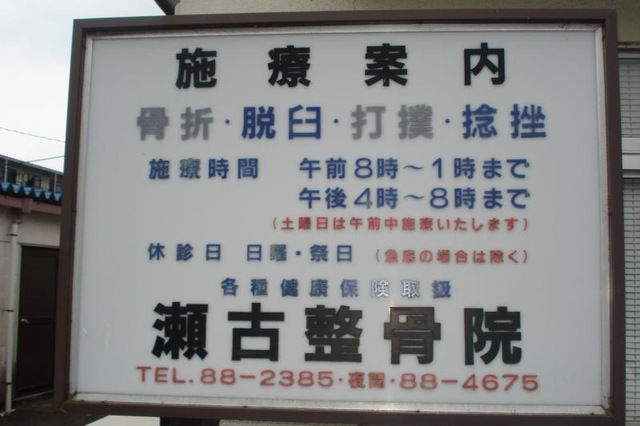 施療案内
骨折・脱臼・打撲・捻挫
施療時間 午前8時～1時まで
午後4時～8時まで
(土曜日は午前中施療いたします)
休診日 日曜・祭日 (急患の場合は除く)
各種健康保険取扱
瀬古整骨院
TEL.88-2385・夜間・88-4675